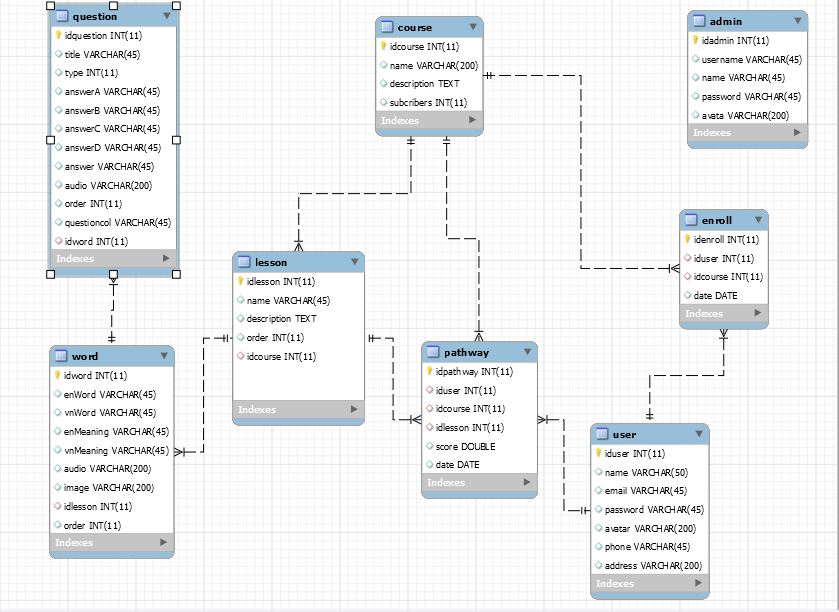 question
idquestion INT(11)
title VARCHAR(45)
type INT(11)
answerA VARCHAR(45)
answerB VARCHAR(45)
answerC VARCHAR(45)
answerD VARCHAR(45)
answer VARCHAR(45)
audio VARCHAR(200)
order INT(11)
questioncol VARCHAR(45)
idword INT(11)
Indexes
course
idcourse INT(11)
name VARCHAR(200)
description TEXT
subcribers INT(11)
Indexes
admin
idadmin INT(11)
username VARCHAR(45)
name VARCHAR(45)
password VARCHAR(45)
avata VARCHAR(200)
Indexes
enroll
idenroll INT(11)
iduser INT(11)
idcourse INT(11)
date DATE
Indexes
lesson
idlesson INT(11)
name VARCHAR(45)
description TEXT
order INT(11)
idcourse INT(11)
Indexes
word
idword INT(11)
enWord VARCHAR(45)
vnWord VARCHAR(45)
enMeaning VARCHAR(45)
vnMeaning VARCHAR(45)
audio VARCHAR(200)
image VARCHAR(200)
idlesson INT(11)
order INT(11)
Indexes
pathway
idpathway INT(11)
iduser INT(11)
idcourse INT(11)
idlesson INT(11)
score DOUBLE
date DATE
Indexes
user
iduser INT(11)
name VARCHAR(50)
email VARCHAR(45)
password VARCHAR(45)
avatar VARCHAR(200)
phone VARCHAR(45)
address VARCHAR(200)
Indexes